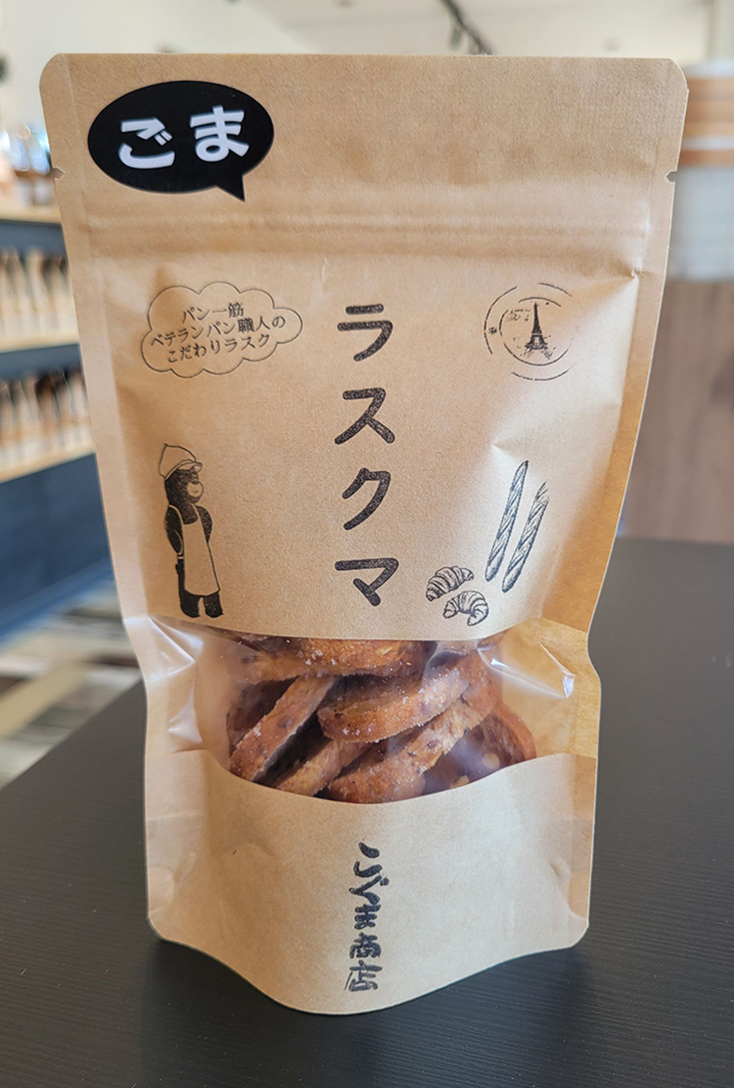 ごま
パン一筋
ベテランパン職人の
こだわりラスク
ラスクマ
こぐま商店